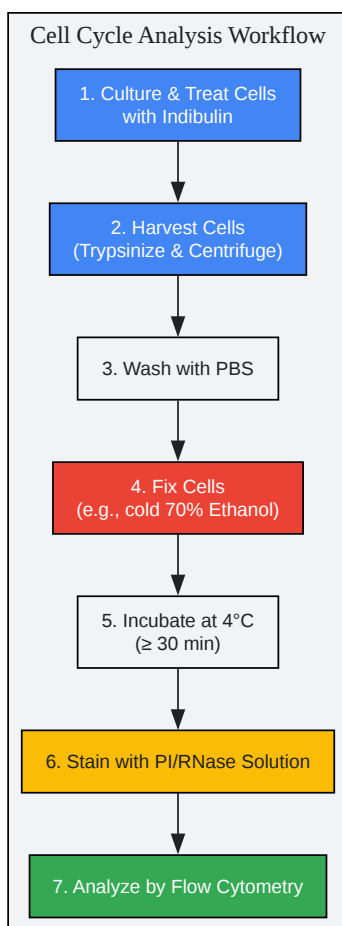 Cell Cycle Analysis Workflow
1. Culture & Treat Cells
with Indibulin
2. Harvest Cells
(Trypsinize & Centrifuge)
3. Wash with PBS
4. Fix Cells
(e.g., cold 70% Ethanol)
5. Incubate at 4°C
(≥ 30 min)
6. Stain with PI/RNase Solution
7. Analyze by Flow Cytometry